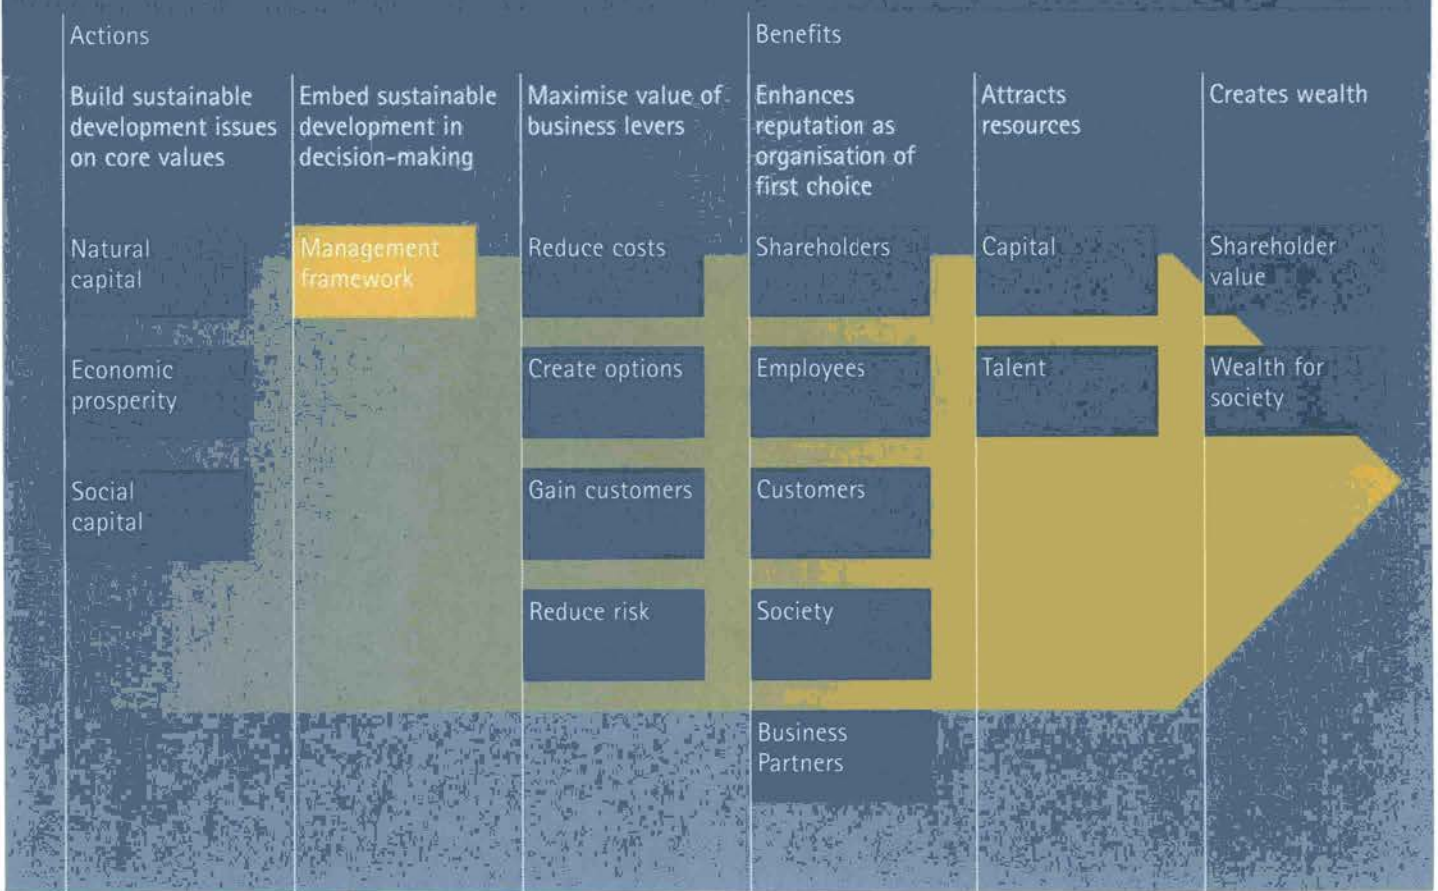 Actions
Benefits
Build sustainable
development issues
on core values
Embed sustainable
development in
decision-making
Maximise value of
business levers
Enhances
reputation as
organisation of
first choice
Attracts
resources
Creates wealth
Natural
capital
Economic
prosperity
Social
capital
Management
framework
Reduce costs
Create options
Gain customers
Reduce risk
Shareholders
Employees
Customers
Society
Business
Partners
Capital
Talent
Shareholder
value
Wealth for
society